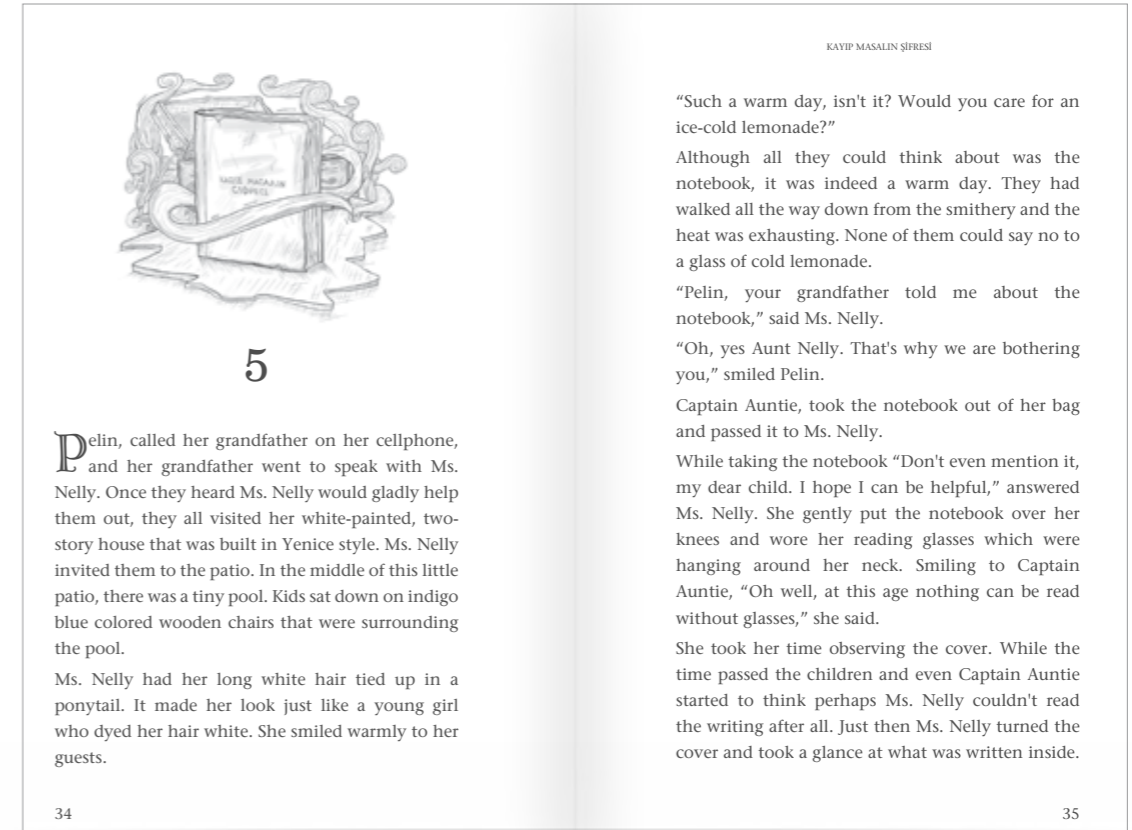 5
Pelin, called her grandfather on her cellphone,
and her grandfather went to speak with Ms.
Nelly. Once they heard Ms. Nelly would gladly help
them out, they all visited her white-painted, two-
story house that was built in Yenice style. Ms. Nelly
invited them to the patio. In the middle of this little
patio, there was a tiny pool. Kids sat down on indigo
blue colored wooden chairs that were surrounding
the pool.
Ms. Nelly had her long white hair tied up in a
ponytail. It made her look just like a young girl
who dyed her hair white. She smiled warmly to her
guests.
34
KAYIP MASALIN ŞİFRESİ
“Such a warm day, isn't it? Would you care for an
ice-cold lemonade?”
Although all they could think about was the
notebook, it was indeed a warm day. They had
walked all the way down from the smithery and the
heat was exhausting. None of them could say no to
a glass of cold lemonade.
“Pelin, your grandfather told me about the
notebook,” said Ms. Nelly.
“Oh, yes Aunt Nelly. That's why we are bothering
you,” smiled Pelin.
Captain Auntie, took the notebook out of her bag
and passed it to Ms. Nelly.
While taking the notebook “Don't even mention it,
my dear child. I hope I can be helpful,” answered
Ms. Nelly. She gently put the notebook over her
knees and wore her reading glasses which were
hanging around her neck. Smiling to Captain
Auntie, “Oh well, at this age nothing can be read
without glasses,” she said.
She took her time observing the cover. While the
time passed the children and even Captain Auntie
started to think perhaps Ms. Nelly couldn't read
the writing after all. Just then Ms. Nelly turned the
cover and took a glance at what was written inside.
35